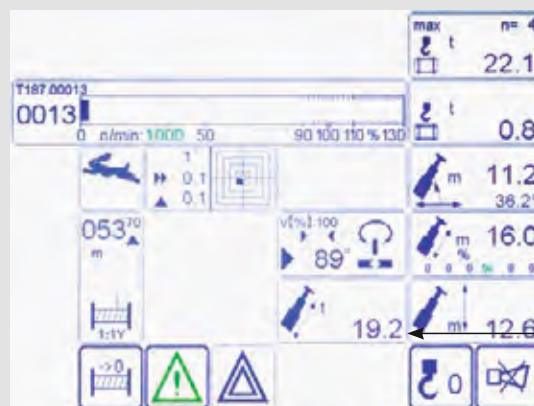 max n= 4
t
22.1
T187.00013
0013
0 n/min: 1000 50 90 100 110 % 130
t
0.8
1
0.1
0.1
m 11.2
36.2°
053 70
m
1:1Y
V[%]:100
89°
m 16.0
%
t
19.2
m 12.6
->0
0